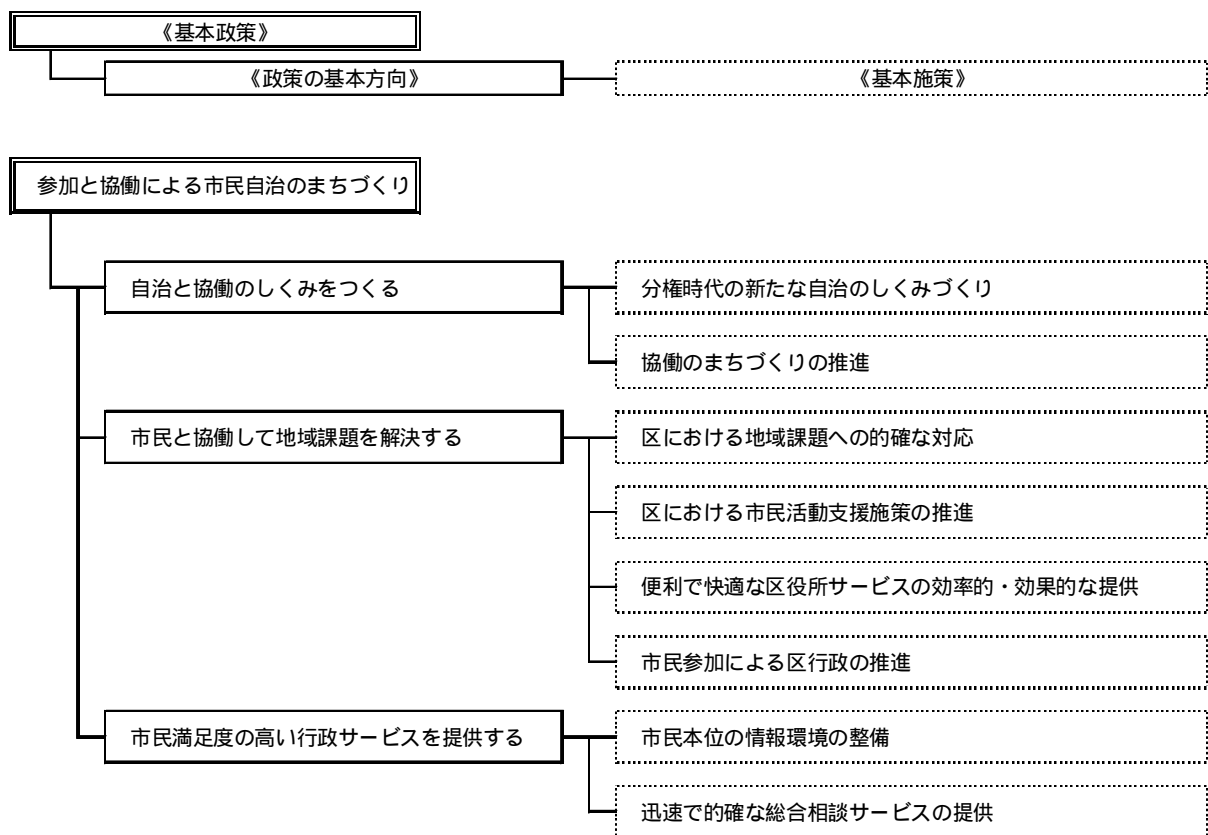 《基本政策》
《政策の基本方向》
《基本施策》
参加と協働による市民自治のまちづくり
自治と協働のしくみをつくる
分権時代の新たな自治のしくみづくり
協働のまちづくりの推進
市民と協働して地域課題を解決する
区における地域課題への的確な対応
区における市民活動支援施策の推進
便利で快適な区役所サービスの効率的・効果的な提供
市民参加による区行政の推進
市民満足度の高い行政サービスを提供する
市民本位の情報環境の整備
迅速で的確な総合相談サービスの提供